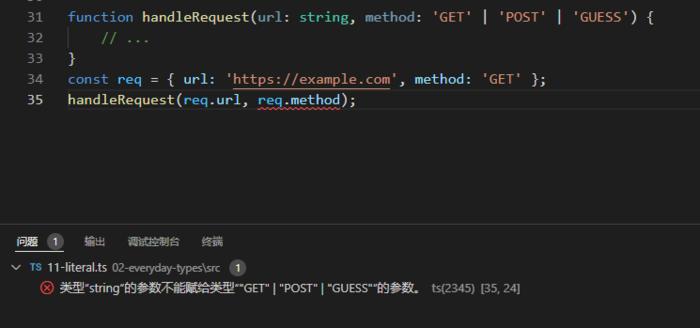 31 function handleRequest(url: string, method: 'GET' | 'POST' | 'GUESS') {
32     // ...
33 }
34 const req = { url: 'https://example.com', method: 'GET' };
35 handleRequest(req.url, req.method);
问题 1 输出 调试控制台 终端
TS 11-literal.ts 02-everyday-types\src 1
类型"string"的参数不能赋给类型""GET" | "POST" | "GUESS""的参数。 ts(2345) [35, 24]